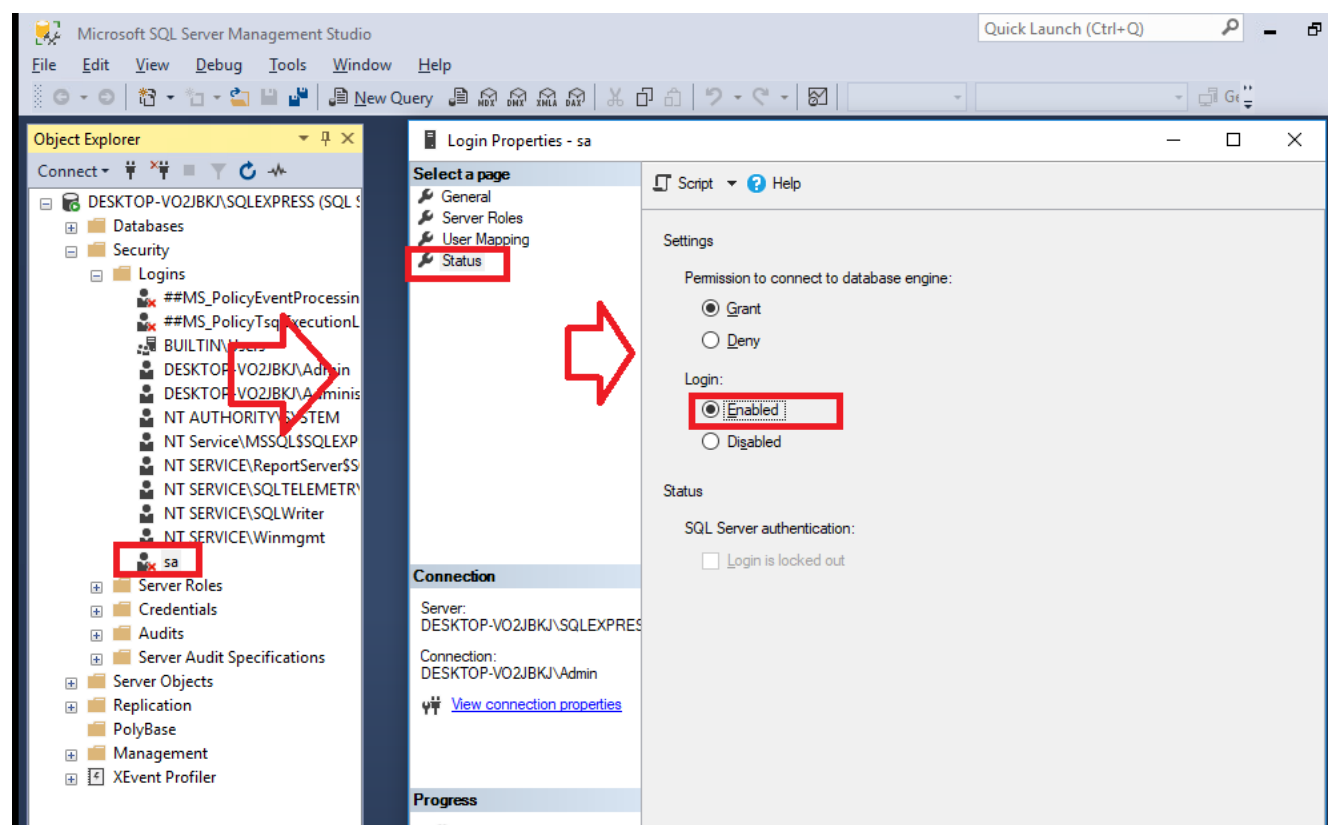 Microsoft SQL Server Management Studio
Quick Launch (Ctrl+Q)
File Edit View Debug Tools Window Help
New Query MDX DMX XMLA DAX
Object Explorer
Connect
DESKTOP-VO2JBKJ\SQLEXPRESS (SQL S
Databases
Security
Logins
##MS_PolicyEventProcessin
##MS_PolicyTsqlExecutionL
BUILTIN\Users
DESKTOP-VO2JBKJ\Admin
DESKTOP-VO2JBKJ\Adminis
NT AUTHORITY\SYSTEM
NT Service\MSSQL$SQLEXP
NT SERVICE\ReportServer$S
NT SERVICE\SQLTELEMETRY
NT SERVICE\SQLWriter
NT SERVICE\Winmgmt
sa
Server Roles
Credentials
Audits
Server Audit Specifications
Server Objects
Replication
PolyBase
Management
XEvent Profiler
Login Properties - sa
Select a page
General
Server Roles
User Mapping
Status
Connection
Server:
DESKTOP-VO2JBKJ\SQLEXPRES
Connection:
DESKTOP-VO2JBKJ\Admin
View connection properties
Progress
Script Help
Settings
Permission to connect to database engine:
Grant
Deny
Login:
Enabled
Disabled
Status
SQL Server authentication:
Login is locked out